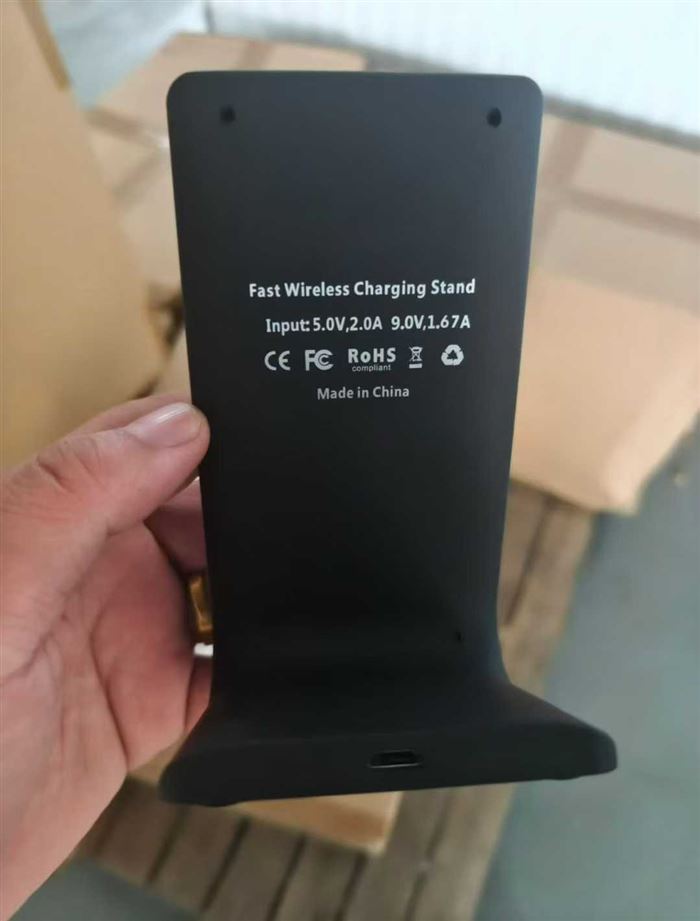 Fast Wireless Charging Stand
Input:5.0V,2.0A 9.0V,1.67A
CE FC RoHS
compliant
Made in China